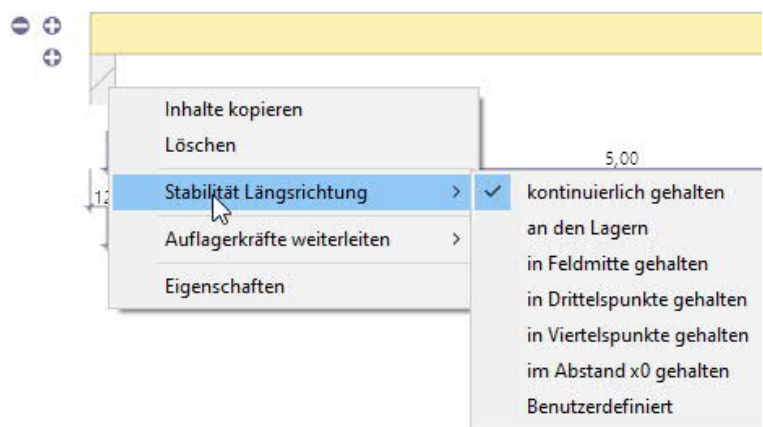 Inhalte kopieren
Löschen
5,00
12
Stabilität Längsrichtung
kontinuierlich gehalten
an den Lagern
Auflagerkräfte weiterleiten
in Feldmitte gehalten
Eigenschaften
in Drittelspunkte gehalten
in Viertelspunkte gehalten
im Abstand x0 gehalten
Benutzerdefiniert